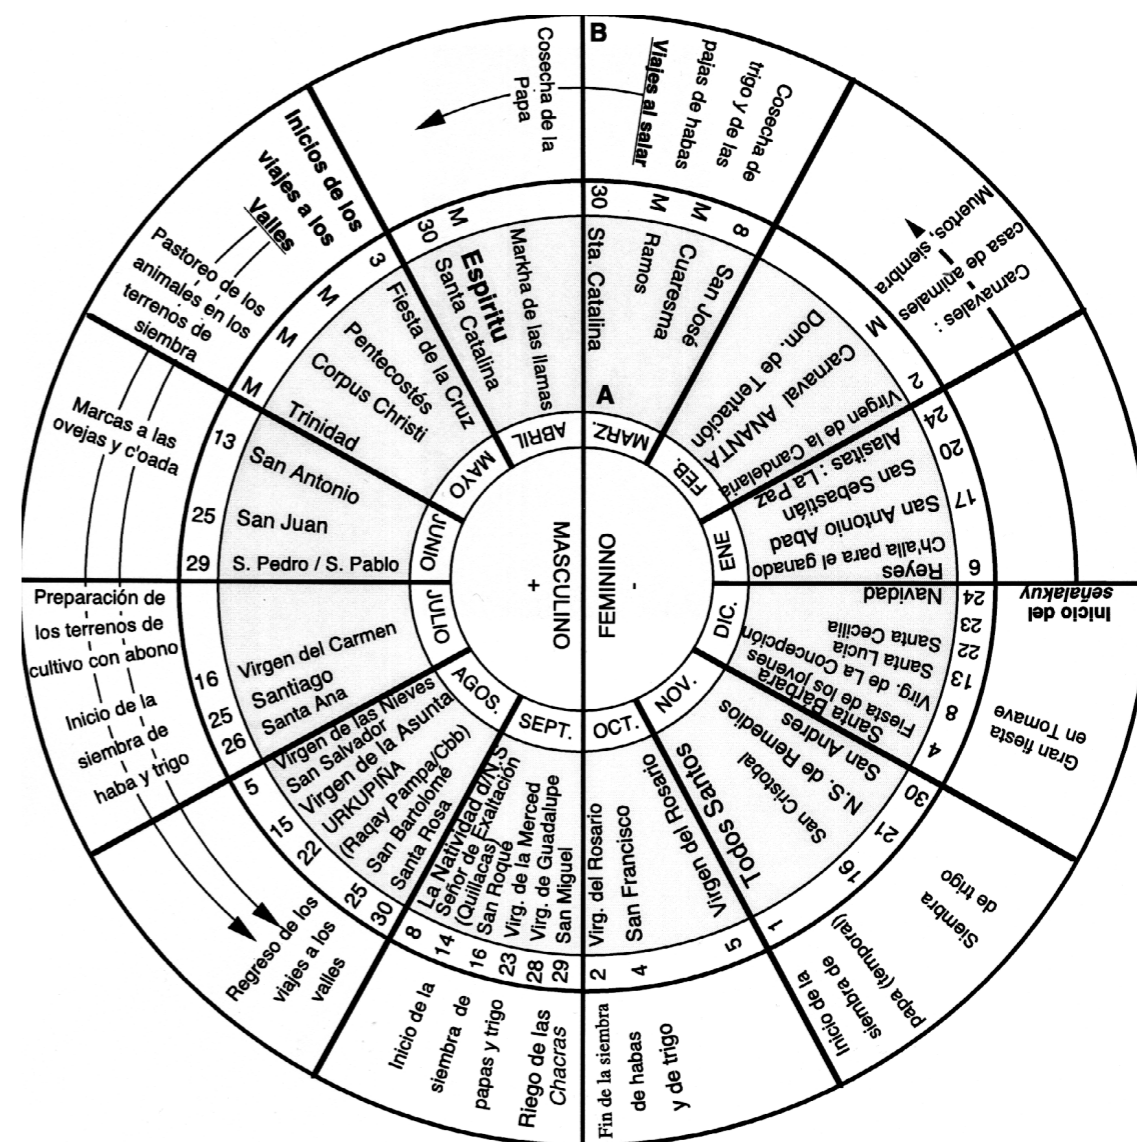 B
Cosecha de
trigo y de las
pajas de habas
Viajes al salar
Cosecha de la
Papa
Inicios de los
viajes a los
Valles
Pastoreo de los
animales en los
terrenos de
siembra
Marcas a las
ovejas y c'oada
Preparación de
los terrenos de
cultivo con abono
Inicio de la
siembra de
haba y trigo
Regreso de los
viajes a los
valles
Inicio de la
siembra de
papas y trigo
Riego de las
Chacras
Fin de la siembra
de habas
y de trigo
Inicio de la
siembra de
papa (temporal)
Siembra
de trigo
Gran fiesta
en Tomave
Inicio del
señalakuy
Carnavales :
casa de animales
Muertos, siembra
30
M
M
8
Sta. Catalina
Ramos
Cuaresma
San José
A
MARZ.
M
30
Markha de las llamas
Espiritu
Santa Catalina
ABRIL
3
M
M
M
Fiesta de la Cruz
Pentecostés
Corpus Christi
Trinidad
MAYO
13
San Antonio
25
San Juan
29
S. Pedro / S. Pablo
JUNIO
JULIO
16
Virgen del Carmen
25
Santiago
26
Santa Ana
AGOS.
5
15
22
25
30
Virgen de las Nieves
San Salvador
Virgen de la Asunta
URKUPIÑA
(Raqay Pampa/Cbb)
San Bartolomé
Santa Rosa
SEPT.
8
14
16
23
28
29
La Natividad d/N.S
Señor de Exaltación
(Quillacas)
San Roque
Virg. de la Merced
Virg. de Guadalupe
San Miguel
OCT.
2
4
5
Virg. del Rosario
San Francisco
Virgen del Rosario
NOV.
1
16
21
30
Todos Santos
San Cristobal
N.S. de Remedios
San Andres
DIC.
4
8
13
22
23
24
Santa Bárbara
Fiesta de los jovenes
Virg. de La Concepción
Santa Lucia
Santa Cecilia
Navidad
ENE
6
17
20
24
Reyes
Ch'alla para el ganado
San Antonio Abad
San Sebastián
Alasitas : La Paz
FEB.
2
M
Virgen de la Candelaria
Carnaval ANANTA
Dom. de Tentación
MASCULINO
+
FEMININO
-